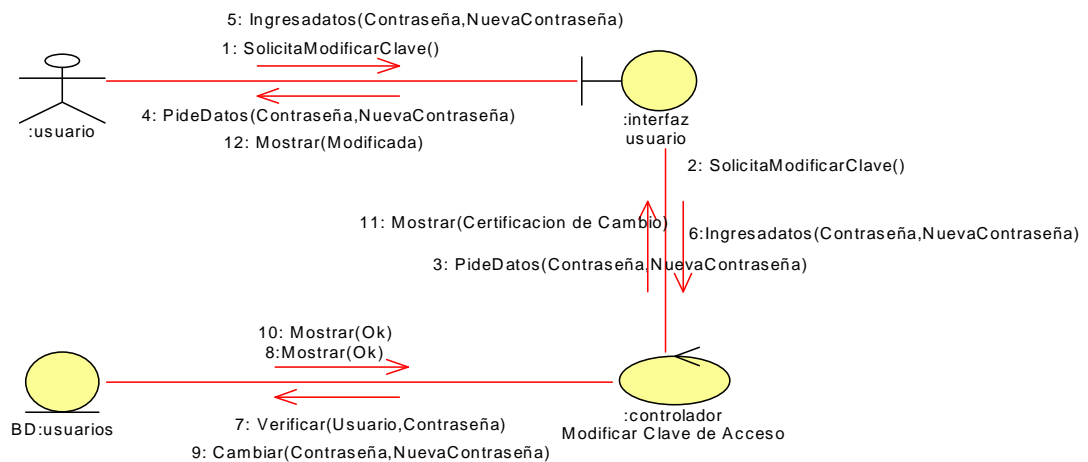 5: Ingresadatos(Contraseña,NuevaContraseña)
1: SolicitaModificarClave()
4: PideDatos(Contraseña,NuevaContraseña)
:usuario
12: Mostrar(Modificada)
:interfaz
usuario
2: SolicitaModificarClave()
11: Mostrar(Certificacion de Cambio)
6:Ingresadatos(Contraseña,NuevaContraseña)
3: PideDatos(Contraseña,NuevaContraseña)
10: Mostrar(Ok)
8:Mostrar(Ok)
BD:usuarios
7: Verificar(Usuario,Contraseña)
9: Cambiar(Contraseña,NuevaContraseña)
:controlador
Modificar Clave de Acceso